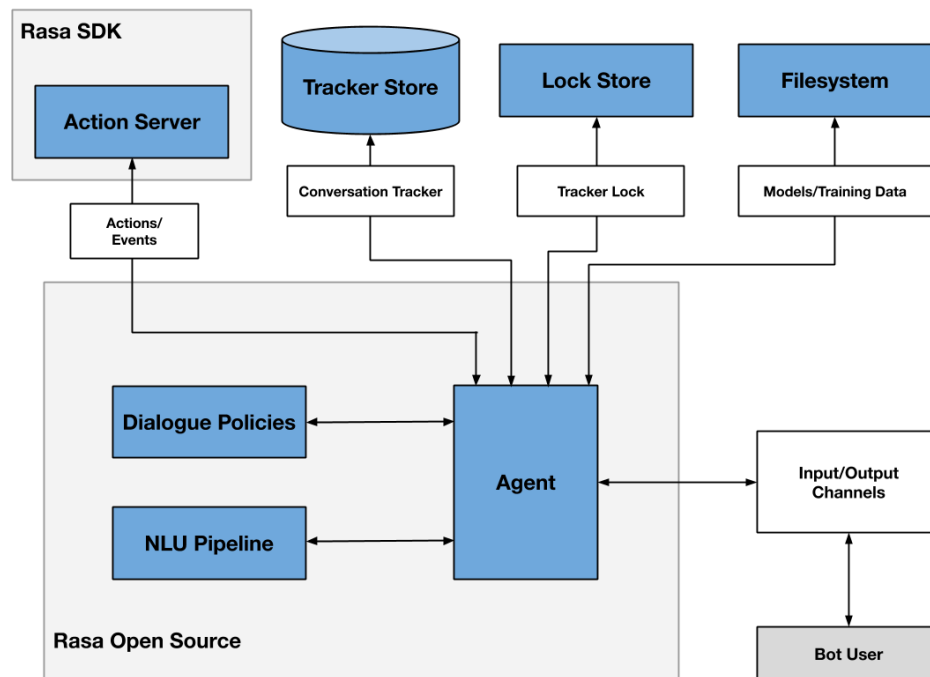 Rasa SDK
Action Server
Tracker Store
Lock Store
Filesystem
Conversation Tracker
Tracker Lock
Models/Training Data
Actions/
Events
Dialogue Policies
Agent
NLU Pipeline
Rasa Open Source
Input/Output
Channels
Bot User